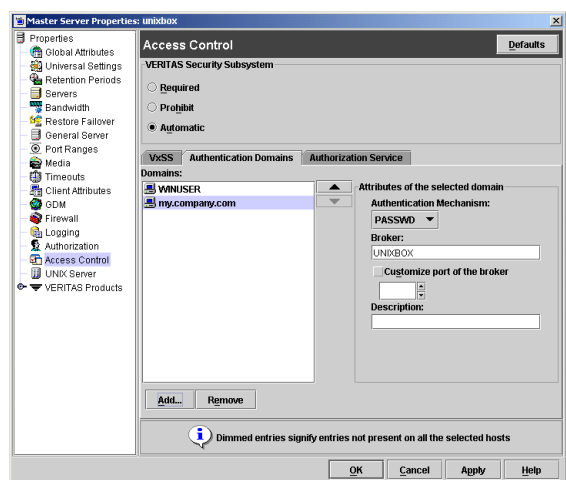 Master Server Properties: unixbox
Properties
Global Attributes
Universal Settings
Retention Periods
Servers
Bandwidth
Restore Failover
General Server
Port Ranges
Media
Timeouts
Client Attributes
GDM
Firewall
Logging
Authorization
Access Control
UNIX Server
VERITAS Products
Access Control
Defaults
VERITAS Security Subsystem
Required
Prohibit
Automatic
VxSS
Authentication Domains
Authorization Service
Domains:
WINUSER
my.company.com
Add...
Remove
Attributes of the selected domain
Authentication Mechanism:
PASSWD
Broker:
UNIXBOX
Customize port of the broker
Description:
Dimmed entries signify entries not present on all the selected hosts
OK
Cancel
Apply
Help